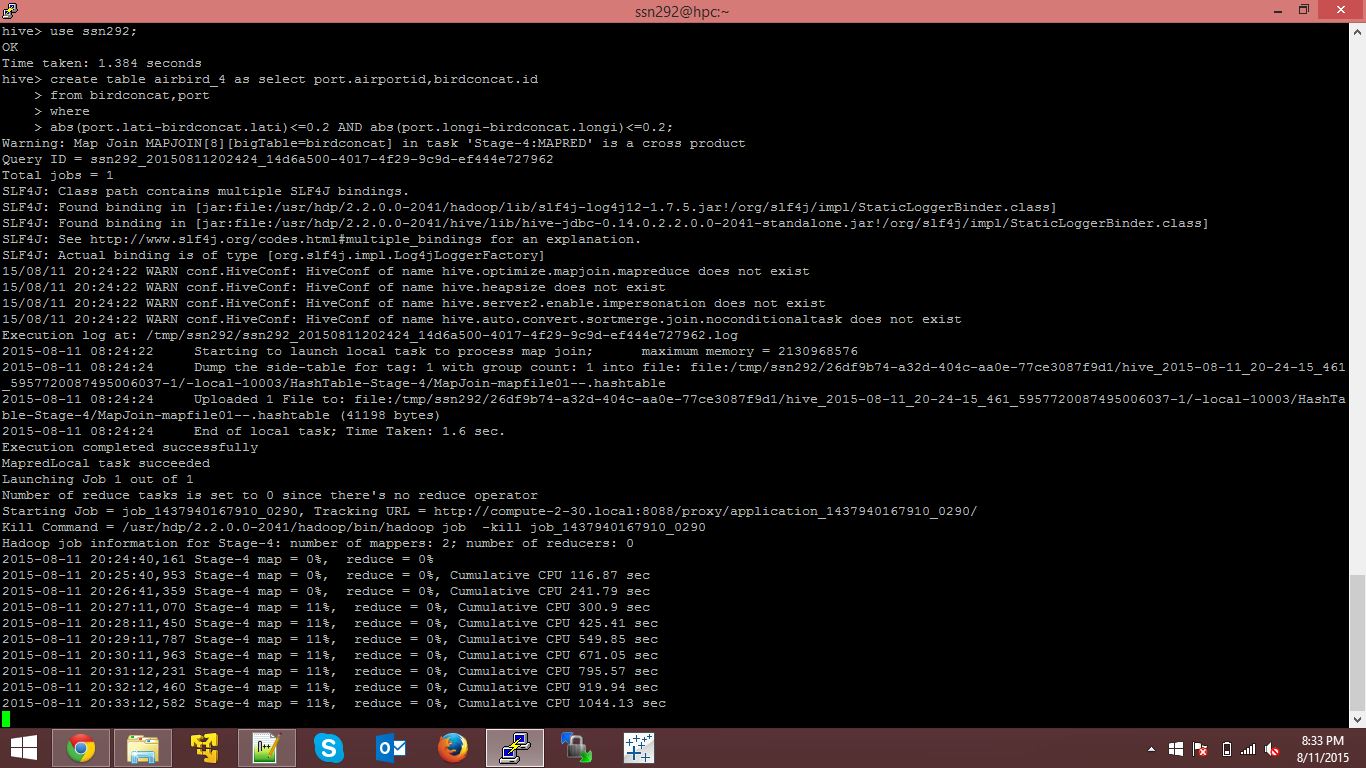 ssn292@hpc:~
hive> use ssn292;
OK
Time taken: 1.384 seconds
hive> create table airbird_4 as select port.airportid,birdconcat.id
    > from birdconcat,port
    > where
    > abs(port.lati-birdconcat.lati)<=0.2 AND abs(port.longi-birdconcat.longi)<=0.2;
Warning: Map Join MAPJOIN[8][bigTable=birdconcat] in task 'Stage-4:MAPRED' is a cross product
Query ID = ssn292_20150811202424_14d6a500-4017-4f29-9c9d-ef444e727962
Total jobs = 1
SLF4J: Class path contains multiple SLF4J bindings.
SLF4J: Found binding in [jar:file:/usr/hdp/2.2.0.0-2041/hadoop/lib/slf4j-log4j12-1.7.5.jar!/org/slf4j/impl/StaticLoggerBinder.class]
SLF4J: Found binding in [jar:file:/usr/hdp/2.2.0.0-2041/hive/lib/hive-jdbc-0.14.0.2.2.0.0-2041-standalone.jar!/org/slf4j/impl/StaticLoggerBinder.class]
SLF4J: See http://www.slf4j.org/codes.html#multiple_bindings for an explanation.
SLF4J: Actual binding is of type [org.slf4j.impl.Log4jLoggerFactory]
15/08/11 20:24:22 WARN conf.HiveConf: HiveConf of name hive.optimize.mapjoin.mapreduce does not exist
15/08/11 20:24:22 WARN conf.HiveConf: HiveConf of name hive.heapsize does not exist
15/08/11 20:24:22 WARN conf.HiveConf: HiveConf of name hive.server2.enable.impersonation does not exist
15/08/11 20:24:22 WARN conf.HiveConf: HiveConf of name hive.auto.convert.sortmerge.join.noconditionaltask does not exist
Execution log at: /tmp/ssn292/ssn292_20150811202424_14d6a500-4017-4f29-9c9d-ef444e727962.log
2015-08-11 08:24:22     Starting to launch local task to process map join;      maximum memory = 2130968576
2015-08-11 08:24:24     Dump the side-table for tag: 1 with group count: 1 into file: file:/tmp/ssn292/26df9b74-a32d-404c-aa0e-77ce3087f9d1/hive_2015-08-11_20-24-15_461
_5957720087495006037-1/-local-10003/HashTable-Stage-4/MapJoin-mapfile01--.hashtable
2015-08-11 08:24:24     Uploaded 1 File to: file:/tmp/ssn292/26df9b74-a32d-404c-aa0e-77ce3087f9d1/hive_2015-08-11_20-24-15_461_5957720087495006037-1/-local-10003/HashTa
ble-Stage-4/MapJoin-mapfile01--.hashtable (41198 bytes)
2015-08-11 08:24:24     End of local task; Time Taken: 1.6 sec.
Execution completed successfully
MapredLocal task succeeded
Launching Job 1 out of 1
Number of reduce tasks is set to 0 since there's no reduce operator
Starting Job = job_1437940167910_0290, Tracking URL = http://compute-2-30.local:8088/proxy/application_1437940167910_0290/
Kill Command = /usr/hdp/2.2.0.0-2041/hadoop/bin/hadoop job  -kill job_1437940167910_0290
Hadoop job information for Stage-4: number of mappers: 2; number of reducers: 0
2015-08-11 20:24:40,161 Stage-4 map = 0%,  reduce = 0%
2015-08-11 20:25:40,953 Stage-4 map = 0%,  reduce = 0%, Cumulative CPU 116.87 sec
2015-08-11 20:26:41,359 Stage-4 map = 0%,  reduce = 0%, Cumulative CPU 241.79 sec
2015-08-11 20:27:11,070 Stage-4 map = 11%,  reduce = 0%, Cumulative CPU 300.9 sec
2015-08-11 20:28:11,450 Stage-4 map = 11%,  reduce = 0%, Cumulative CPU 425.41 sec
2015-08-11 20:29:11,787 Stage-4 map = 11%,  reduce = 0%, Cumulative CPU 549.85 sec
2015-08-11 20:30:11,963 Stage-4 map = 11%,  reduce = 0%, Cumulative CPU 671.05 sec
2015-08-11 20:31:12,231 Stage-4 map = 11%,  reduce = 0%, Cumulative CPU 795.57 sec
2015-08-11 20:32:12,460 Stage-4 map = 11%,  reduce = 0%, Cumulative CPU 919.94 sec
2015-08-11 20:33:12,582 Stage-4 map = 11%,  reduce = 0%, Cumulative CPU 1044.13 sec
8:33 PM
8/11/2015